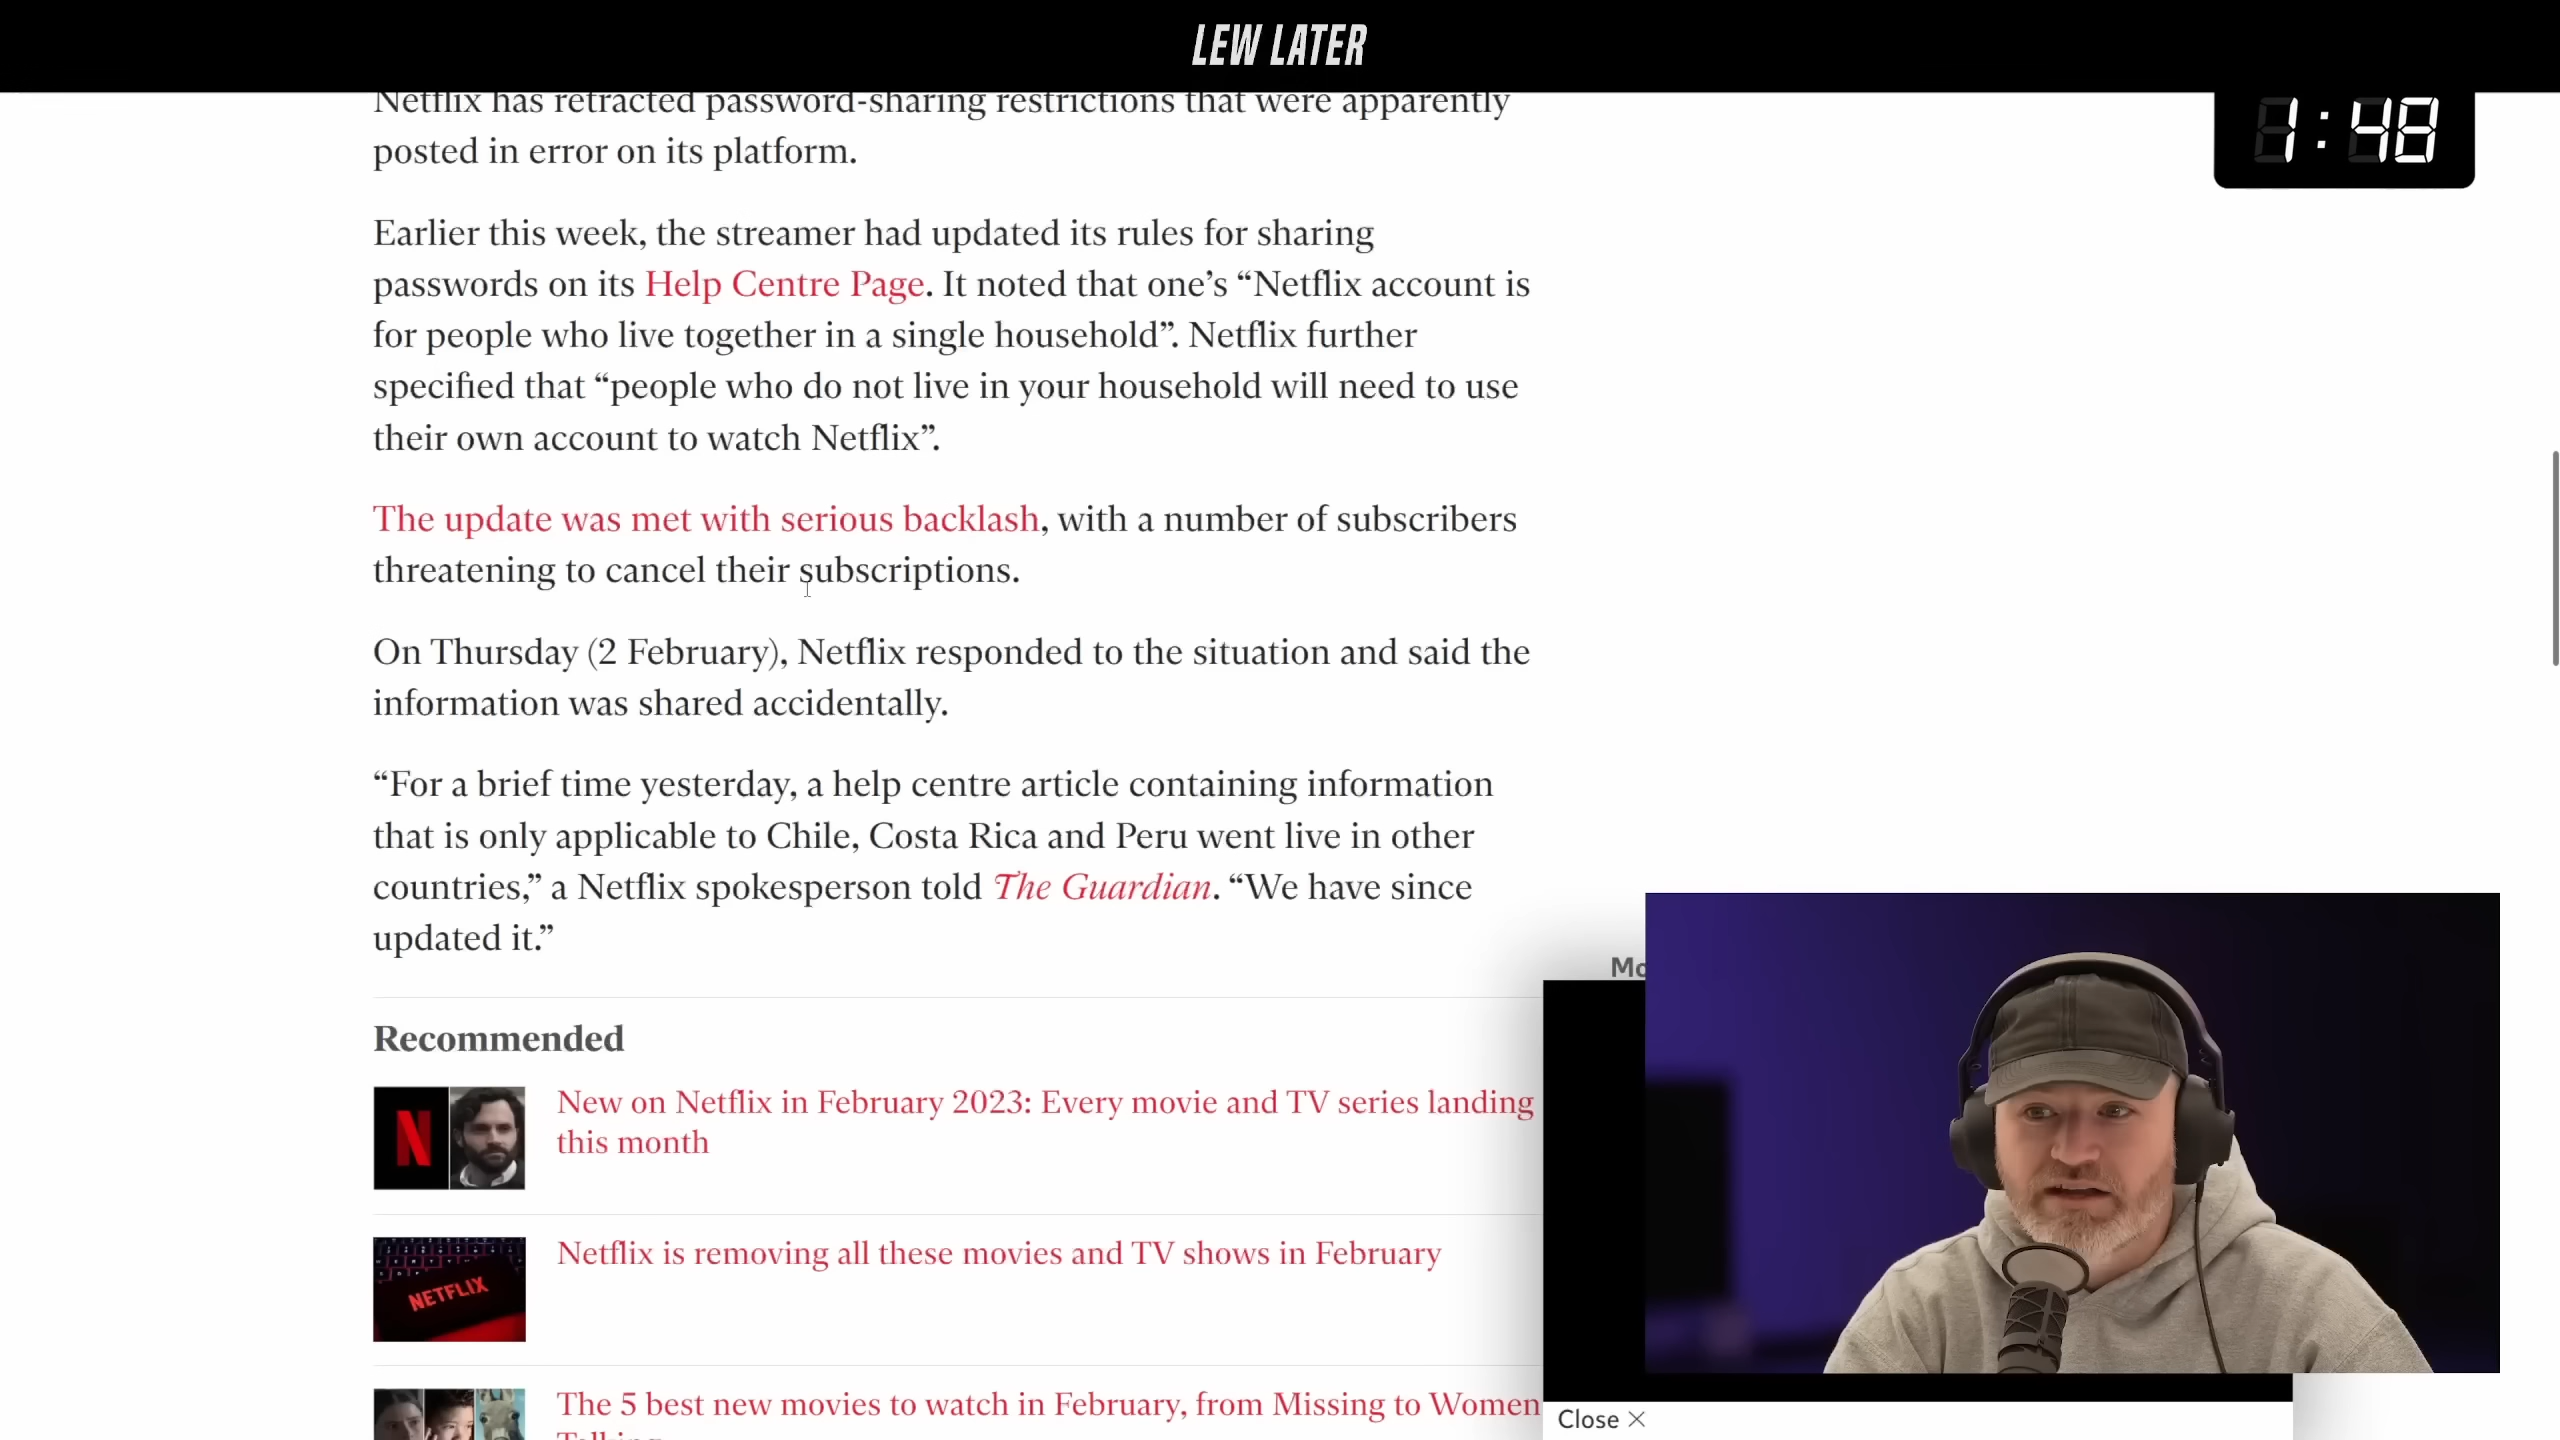 LEW LATER
1:48
Netflix has retracted password-sharing restrictions that were apparently
posted in error on its platform.
Earlier this week, the streamer had updated its rules for sharing
passwords on its Help Centre Page. It noted that one’s “Netflix account is
for people who live together in a single household”. Netflix further
specified that “people who do not live in your household will need to use
their own account to watch Netflix”.
The update was met with serious backlash, with a number of subscribers
threatening to cancel their subscriptions.
On Thursday (2 February), Netflix responded to the situation and said the
information was shared accidentally.
“For a brief time yesterday, a help centre article containing information
that is only applicable to Chile, Costa Rica and Peru went live in other
countries,” a Netflix spokesperson told The Guardian. “We have since
updated it.”
Recommended
N
New on Netflix in February 2023: Every movie and TV series landing
this month
NETFLIX
Netflix is removing all these movies and TV shows in February
The 5 best new movies to watch in February, from Missing to Women
Close ×